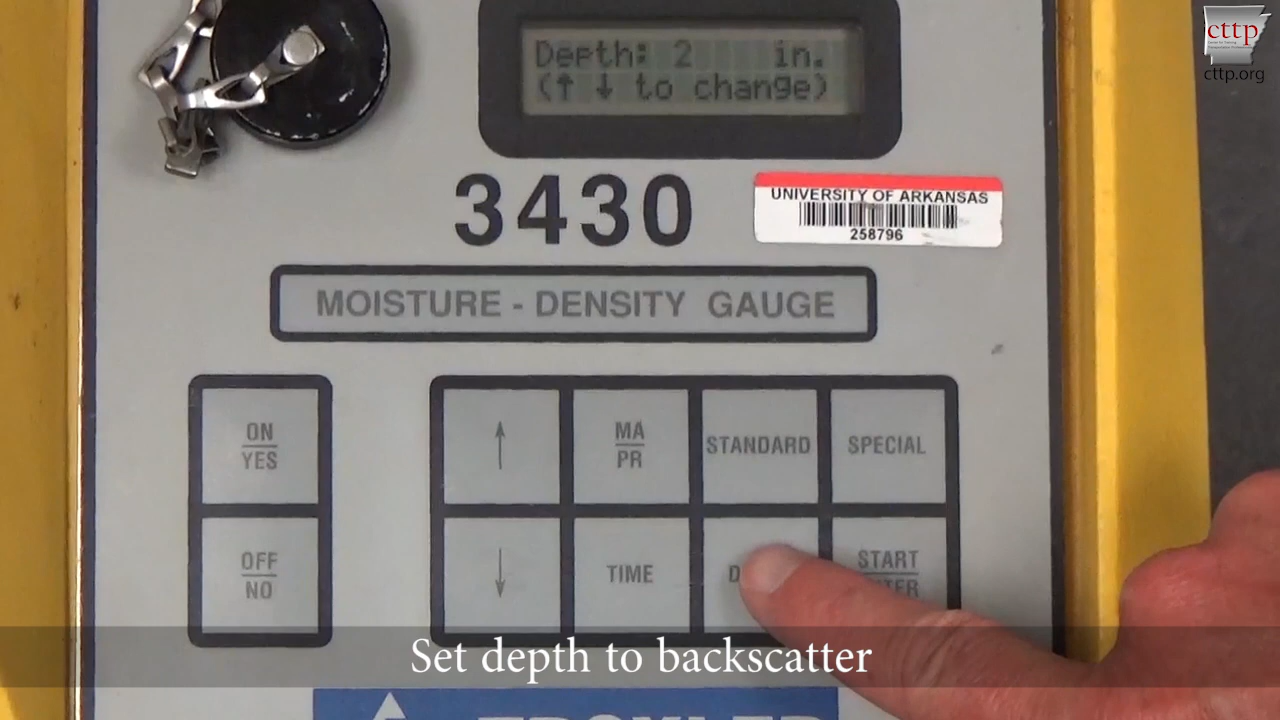 cttp
cttp.org
Depth: 2 in.
(↑ ↓ to change)
3430
UNIVERSITY OF ARKANSAS
258796
MOISTURE - DENSITY GAUGE
ON
YES
↑
MA
PR
STANDARD
SPECIAL
OFF
NO
↓
TIME
START
Set depth to backscatter
TROXLER